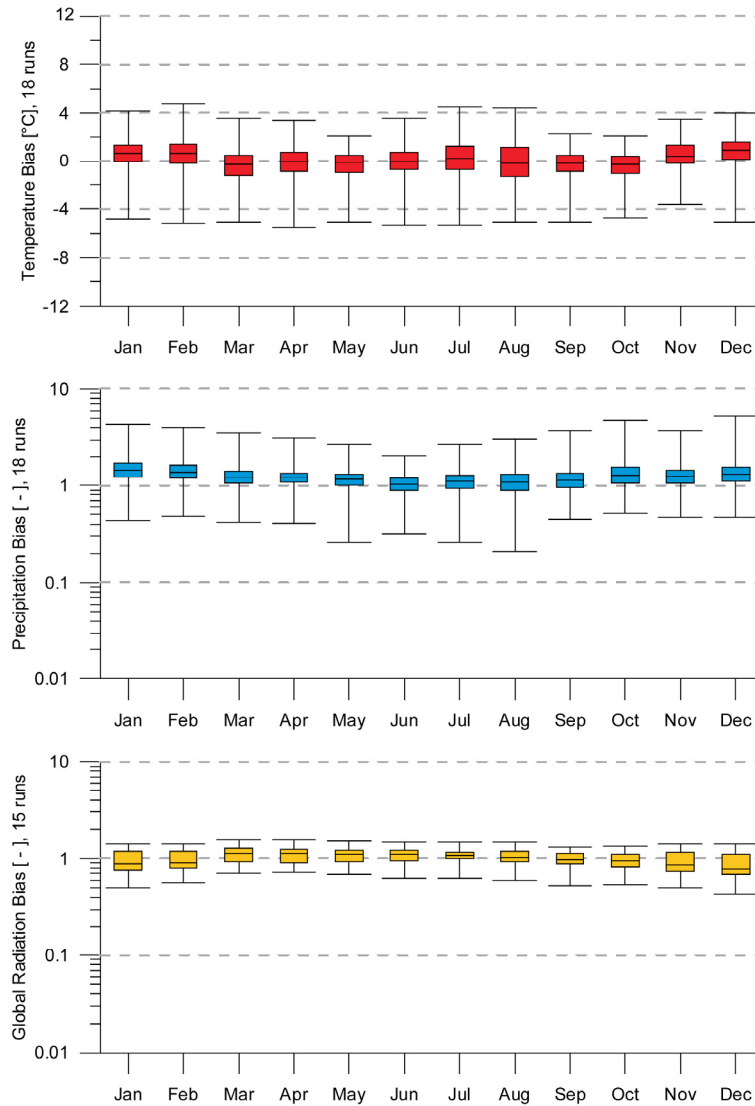 Temperature Bias [°C], 18 runs
12
8
4
0
-4
-8
-12
Jan Feb Mar Apr May Jun Jul Aug Sep Oct Nov Dec
Precipitation Bias [ - ], 18 runs
10
1
0.1
0.01
Jan Feb Mar Apr May Jun Jul Aug Sep Oct Nov Dec
Global Radiation Bias [ - ], 15 runs
10
1
0.1
0.01
Jan Feb Mar Apr May Jun Jul Aug Sep Oct Nov Dec